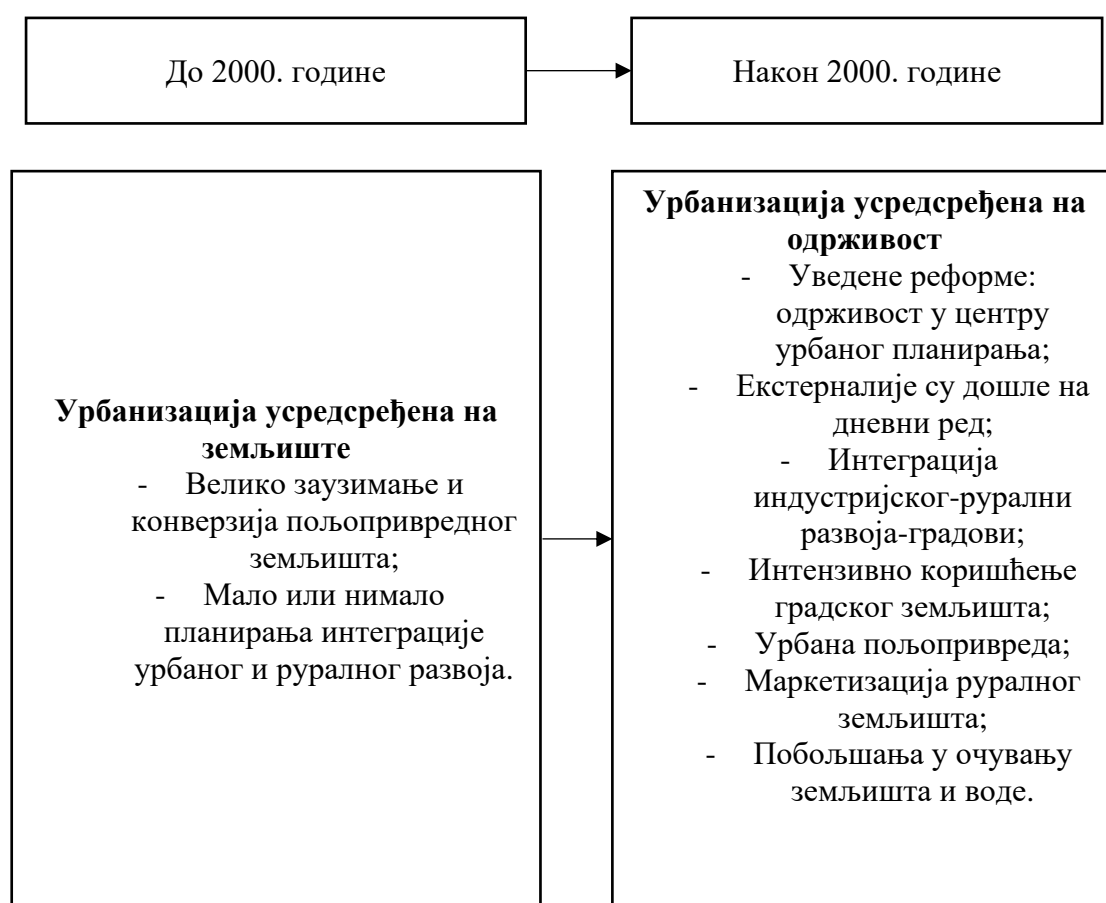 До 2000. године
Након 2000. године
Урбанизација усредсређена на
земљиште
- Велико заузимање и
конверзија пољопривредног
земљишта;
- Мало или нимало
планирања интеграције
урбаног и руралног развоја.
Урбанизација усредсређена на
одрживост
- Уведене реформе:
одрживост у центру
урбаног планирања;
- Екстерналије су дошле на
дневни ред;
- Интеграција
индустријског-рурални
развоја-градови;
- Интензивно коришћење
градског земљишта;
- Урбана пољопривреда;
- Маркетизација руралног
земљишта;
- Побољшања у очувању
земљишта и воде.